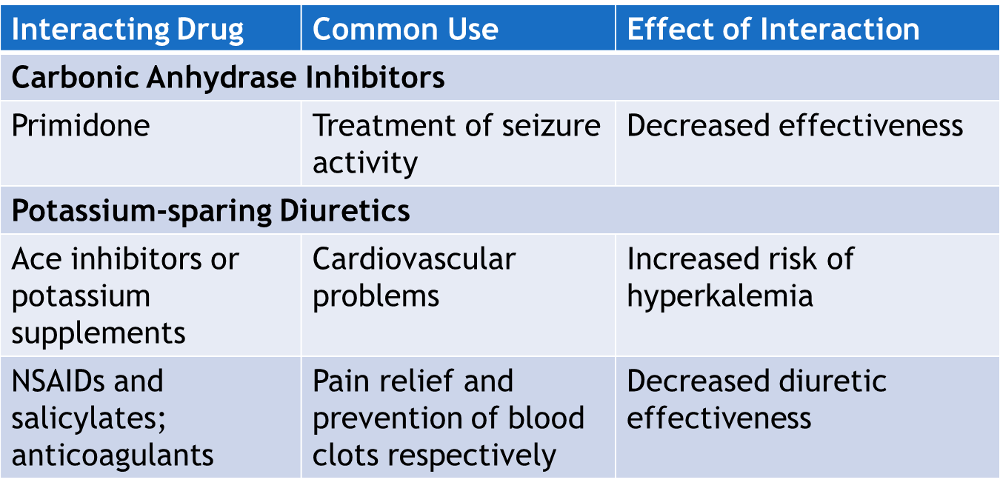 Interacting Drug Common Use Effect of Interaction
Carbonic Anhydrase Inhibitors
Primidone
Treatment of seizure
activity
Decreased effectiveness
Potassium-sparing Diuretics
Ace inhibitors or
potassium
supplements
Cardiovascular
problems
Increased risk of
hyperkalemia
NSAIDs and
salicylates;
anticoagulants
Pain relief and
prevention of blood
clots respectively
Decreased diuretic
effectiveness